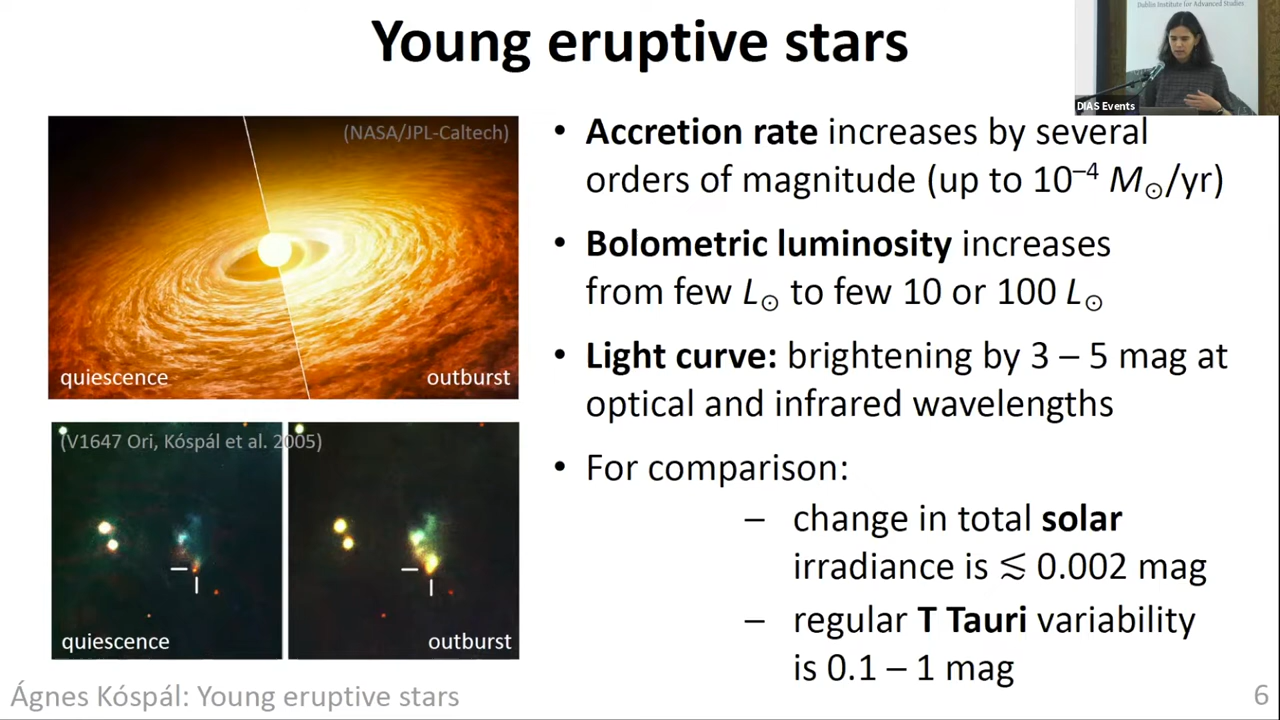 Young eruptive stars
Dublin Institute for Advanced Studies
DIAS Events
(NASA/JPL-Caltech)
quiescence
outburst
(V1647 Ori, Kóspál et al. 2005)
quiescence
outburst
• Accretion rate increases by several
orders of magnitude (up to 10⁻⁴ M☉/yr)
• Bolometric luminosity increases
from few L☉ to few 10 or 100 L☉
• Light curve: brightening by 3 – 5 mag at
optical and infrared wavelengths
• For comparison:
– change in total solar
irradiance is ≲ 0.002 mag
– regular T Tauri variability
is 0.1 – 1 mag
Ágnes Kóspál: Young eruptive stars
6